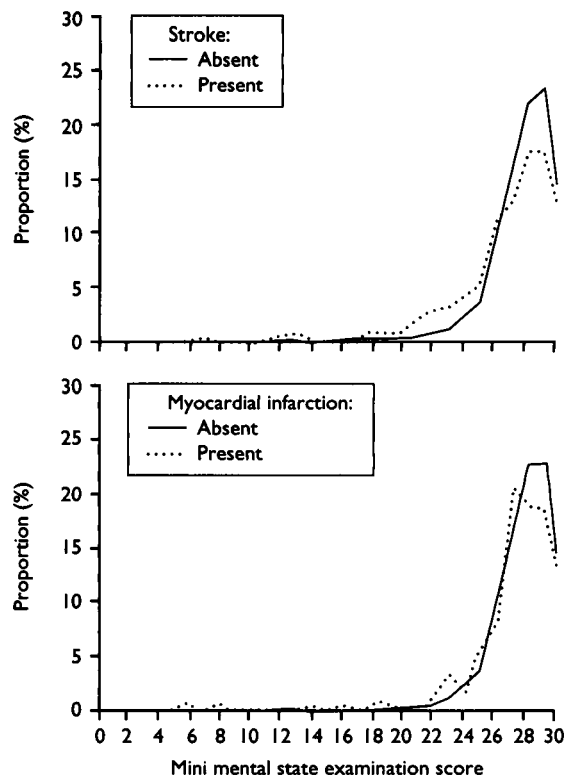 30
Stroke:
Absent
Present
25
20
15
10
5
0
Proportion (%)
30
Myocardial infarction:
Absent
Present
25
20
15
10
5
0
Proportion (%)
0 2 4 6 8 10 12 14 16 18 20 22 24 26 28 30
Mini mental state examination score